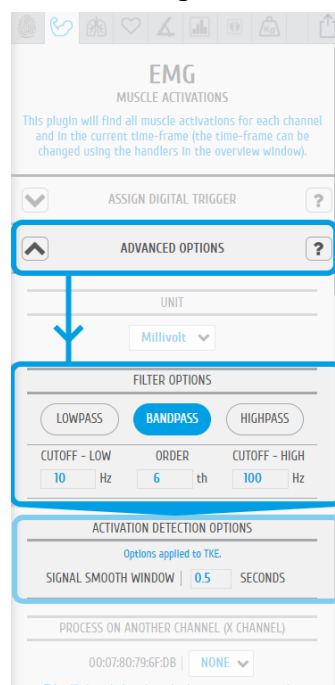 EMG
MUSCLE ACTIVATIONS
This plugin will find all muscle activations for each channel
and in the current time-frame (the time-frame can be
changed using the handlers in the overview window).
ASSIGN DIGITAL TRIGGER ?
ADVANCED OPTIONS ?
UNIT
Millivolt
FILTER OPTIONS
LOWPASS BANDPASS HIGHPASS
CUTOFF - LOW ORDER CUTOFF - HIGH
10 Hz 6 th 100 Hz
ACTIVATION DETECTION OPTIONS
Options applied to TKE.
SIGNAL SMOOTH WINDOW | 0.5 SECONDS
PROCESS ON ANOTHER CHANNEL (X CHANNEL)
00:07:80:79:6F:DB | NONE